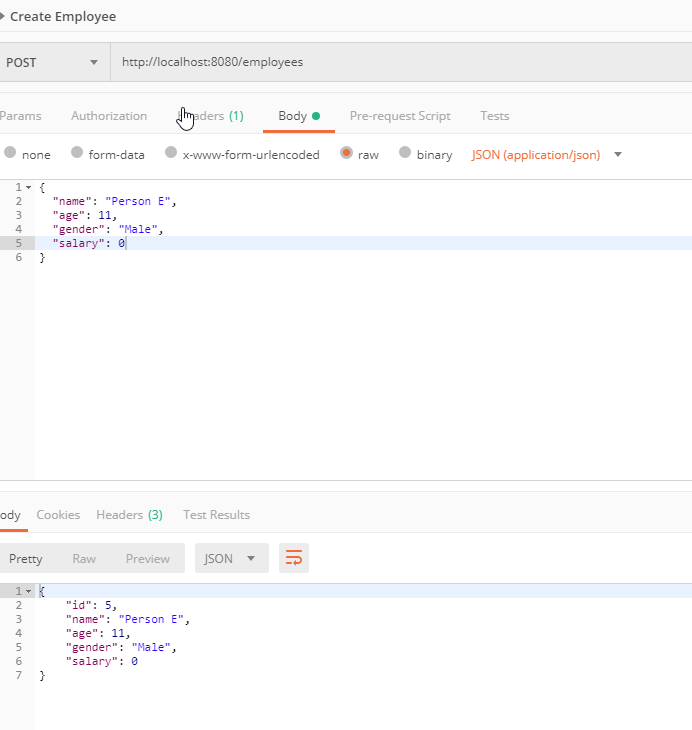 Create Employee
POST http://localhost:8080/employees
Params Authorization (1) Body Pre-request Script Tests
none form-data x-www-form-urlencoded raw binary JSON (application/json)
1 {
2 "name": "Person E",
3 "age": 11,
4 "gender": "Male",
5 "salary": 0
6 }
Cookies Headers (3) Test Results
Pretty Raw Preview JSON
1 {
2 "id": 5,
3 "name": "Person E",
4 "age": 11,
5 "gender": "Male",
6 "salary": 0
7 }